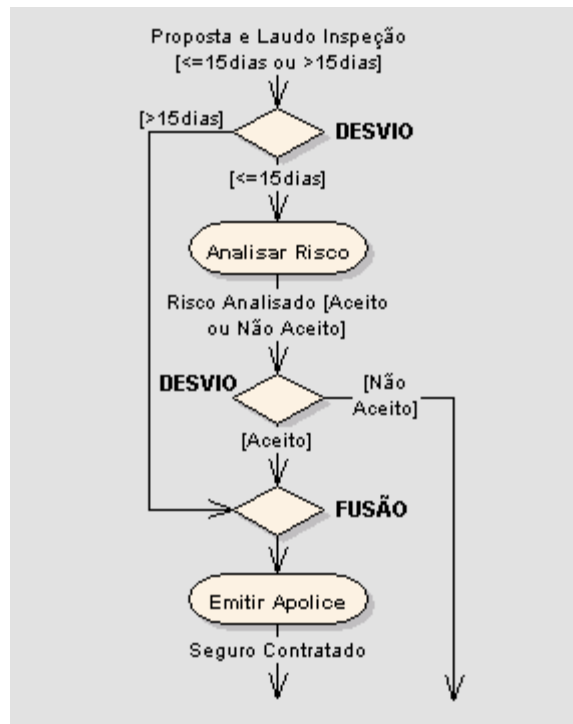 Proposta e Laudo Inspeção
[<=15dias ou >15dias]
[>15dias]
DESVIO
[<=15dias]
Analisar Risco
Risco Analisado [Aceito
ou Não Aceito]
DESVIO
[Não
Aceito]
[Aceito]
FUSÃO
Emitir Apolice
Seguro Contratado